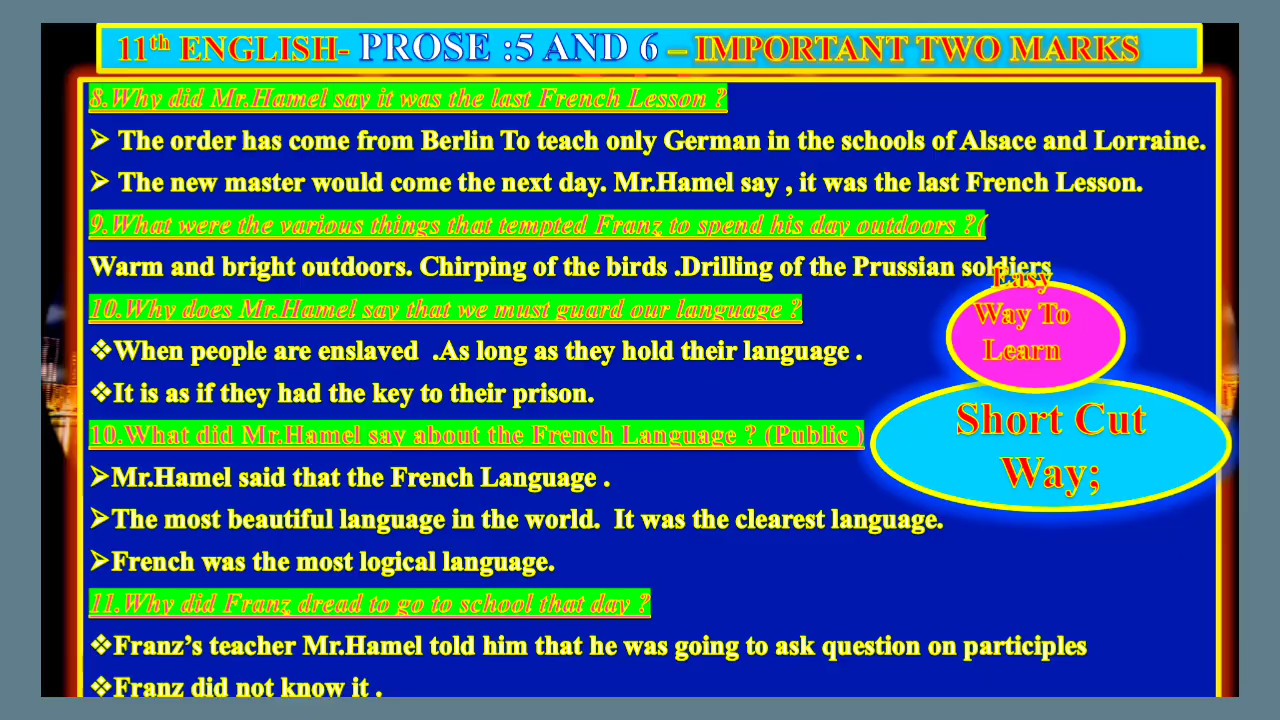 11th ENGLISH- PROSE :5 AND 6 – IMPORTANT TWO MARKS
8.Why did Mr.Hamel say it was the last French Lesson ?
➢ The order has come from Berlin To teach only German in the schools of Alsace and Lorraine.
➢ The new master would come the next day. Mr.Hamel say , it was the last French Lesson.
9.What were the various things that tempted Franz to spend his day outdoors ?(
Warm and bright outdoors. Chirping of the birds .Drilling of the Prussian soldiers
10.Why does Mr.Hamel say that we must guard our language ?
❖When people are enslaved .As long as they hold their language .
❖It is as if they had the key to their prison.
10.What did Mr.Hamel say about the French Language ? (Public )
➢Mr.Hamel said that the French Language .
➢The most beautiful language in the world. It was the clearest language.
➢French was the most logical language.
11.Why did Franz dread to go to school that day ?
❖Franz’s teacher Mr.Hamel told him that he was going to ask question on participles
❖Franz did not know it .
Easy
Way To
Learn
Short Cut
Way;